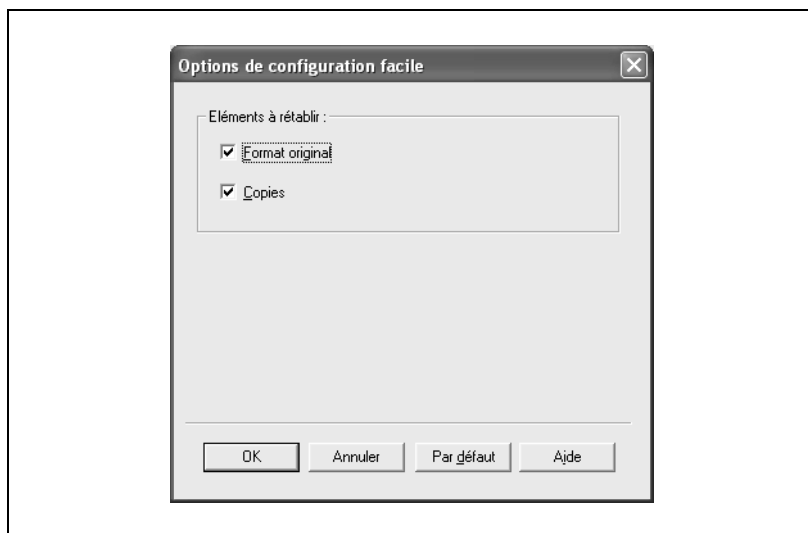 Options de configuration facile
Eléments à rétablir :
Format original
Copies
OK Annuler Par défaut Aide